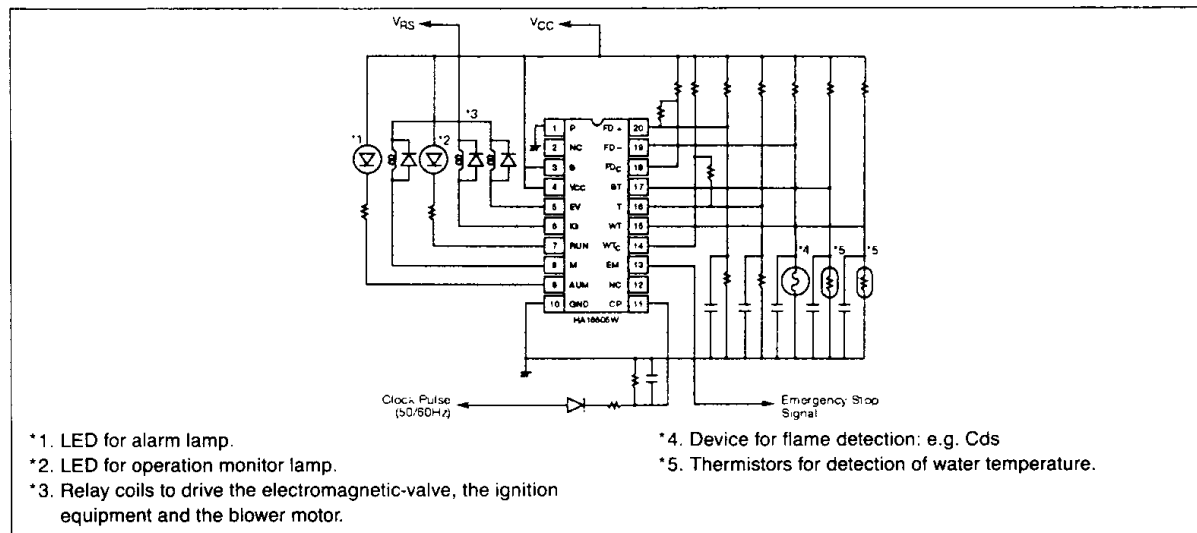 VRS
VCC
*1
*2
*3
1 P FD + 20
2 NC FD - 19
3 B FDC 18
4 VCC BT 17
5 EV T 16
6 IG WT 15
7 RUN WTC 14
8 M EM 13
9 NC 12
10 GND CP 11
*4
*5
*5
Clock Pulse
(50/60Hz)
Emergency Stop
Signal
*1. LED for alarm lamp.
*2. LED for operation monitor lamp.
*3. Relay coils to drive the electromagnetic-valve, the ignition
equipment and the blower motor.
*4. Device for flame detection: e.g. Cds
*5. Thermistors for detection of water temperature.